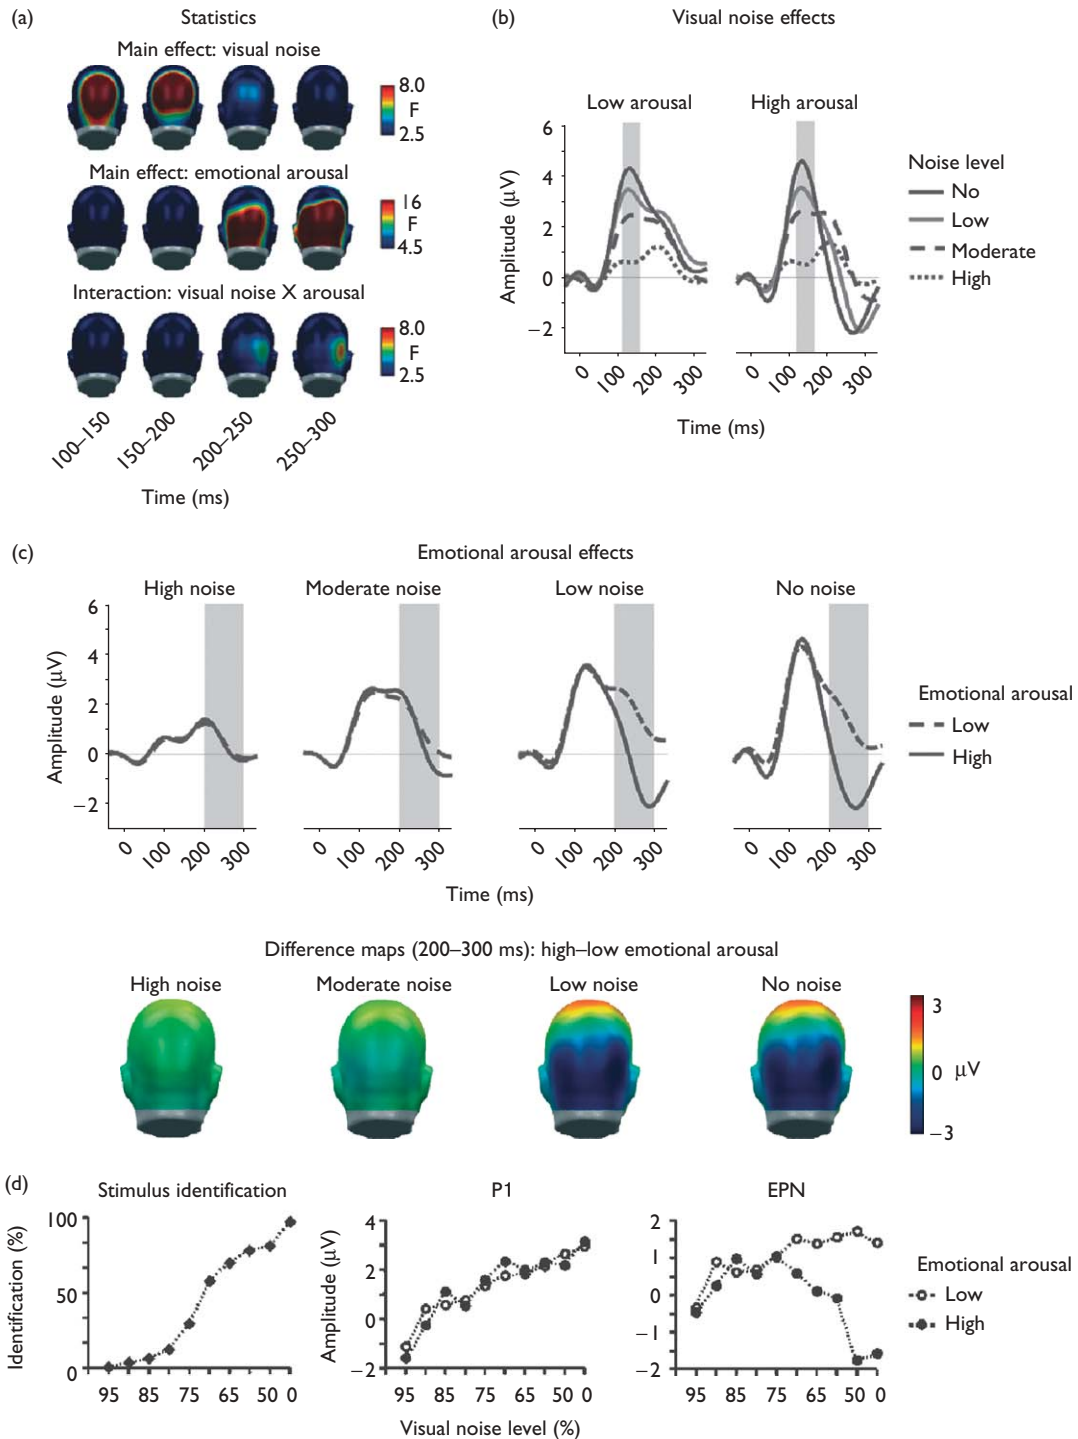 (a)
Statistics
Main effect: visual noise
8.0
F
2.5
Main effect: emotional arousal
16
F
4.5
Interaction: visual noise X arousal
8.0
F
2.5
100–150
150–200
200–250
250–300
Time (ms)
(b)
Visual noise effects
Low arousal
High arousal
6
4
2
0
−2
Amplitude (μV)
0
100
200
300
0
100
200
300
Time (ms)
Noise level
No
Low
Moderate
High
(c)
Emotional arousal effects
High noise
Moderate noise
Low noise
No noise
6
4
2
0
−2
Amplitude (μV)
0
100
200
300
0
100
200
300
0
100
200
300
0
100
200
300
Time (ms)
Emotional arousal
Low
High
Difference maps (200–300 ms): high–low emotional arousal
High noise
Moderate noise
Low noise
No noise
3
0
μV
−3
(d)
Stimulus identification
100
50
0
Identification (%)
95 85 75 65 50 0
P1
4
2
0
−2
Amplitude (μV)
95 85 75 65 50 0
EPN
2
1
0
−1
−2
95 85 75 65 50 0
Visual noise level (%)
Emotional arousal
Low
High